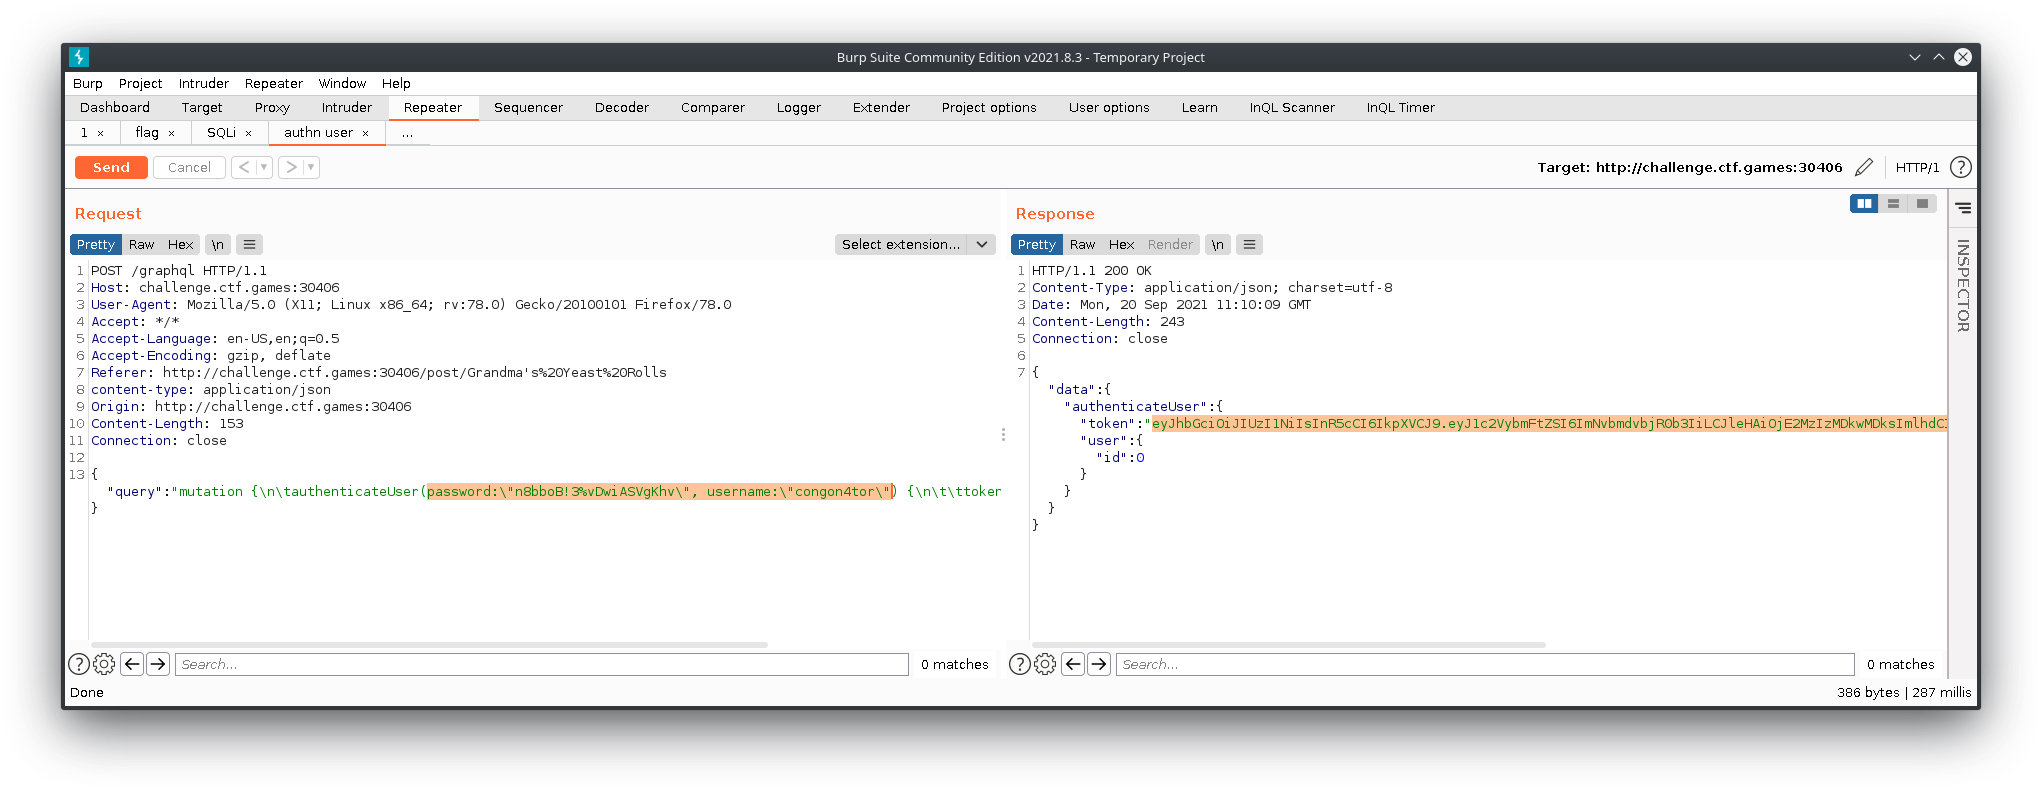 Burp Suite Community Edition v2021.8.3 - Temporary Project
Burp Project Intruder Repeater Window Help
Dashboard Target Proxy Intruder Repeater Sequencer Decoder Comparer Logger Extender Project options User options Learn InQL Scanner InQL Timer
1 × flag × SQLi × authn user × ...
Send Cancel < > Target: http://challenge.ctf.games:30406 HTTP/1 ?
Request
Pretty Raw Hex \n Select extension...
1 POST /graphql HTTP/1.1
2 Host: challenge.ctf.games:30406
3 User-Agent: Mozilla/5.0 (X11; Linux x86_64; rv:78.0) Gecko/20100101 Firefox/78.0
4 Accept: */*
5 Accept-Language: en-US,en;q=0.5
6 Accept-Encoding: gzip, deflate
7 Referer: http://challenge.ctf.games:30406/post/Grandma's%20Yeast%20Rolls
8 content-type: application/json
9 Origin: http://challenge.ctf.games:30406
10 Content-Length: 153
11 Connection: close
12
13 {
"query":"mutation {\n\tauthenticateUser(password:\"n8bboB!3%vDwiASVgKhv\", username:\"congon4tor\") {\n\t\ttoken
}
? Search... 0 matches
Response
Pretty Raw Hex Render \n
1 HTTP/1.1 200 OK
2 Content-Type: application/json; charset=utf-8
3 Date: Mon, 20 Sep 2021 11:10:09 GMT
4 Content-Length: 243
5 Connection: close
6
7 {
"data":{
"authenticateUser":{
"token":"eyJhbGciOiJIUzI1NiIsInR5cCI6IkpXVCJ9.eyJ1c2VybmFtZSI6ImNvbmdvbjR0b3IiLCJleHAiOjE2MzIzMDkwMDksImlhdCI
"user":{
"id":0
}
}
}
}
? Search... 0 matches
INSPECTOR
Done 386 bytes | 287 millis